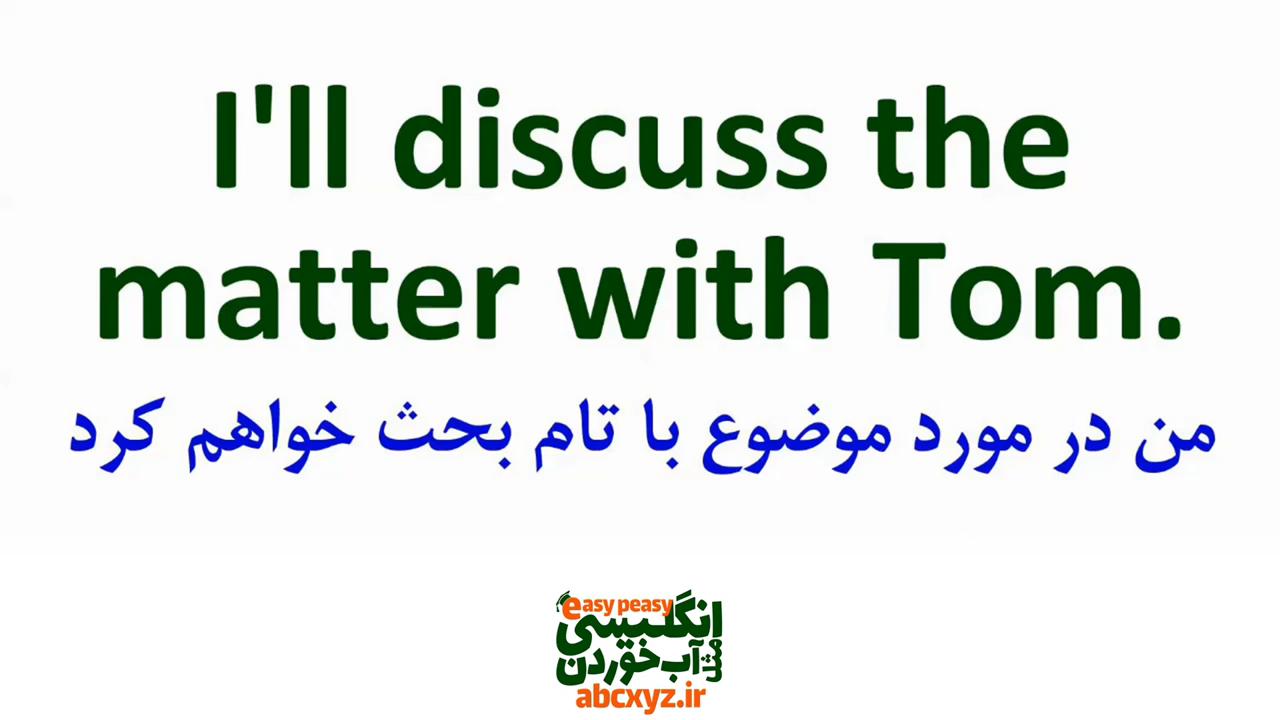 I'll discuss the
matter with Tom.
من در مورد موضوع با تام بحث خواهم کرد
easy peasy
انگلیسی
مثل آب خوردن
abcxyz.ir